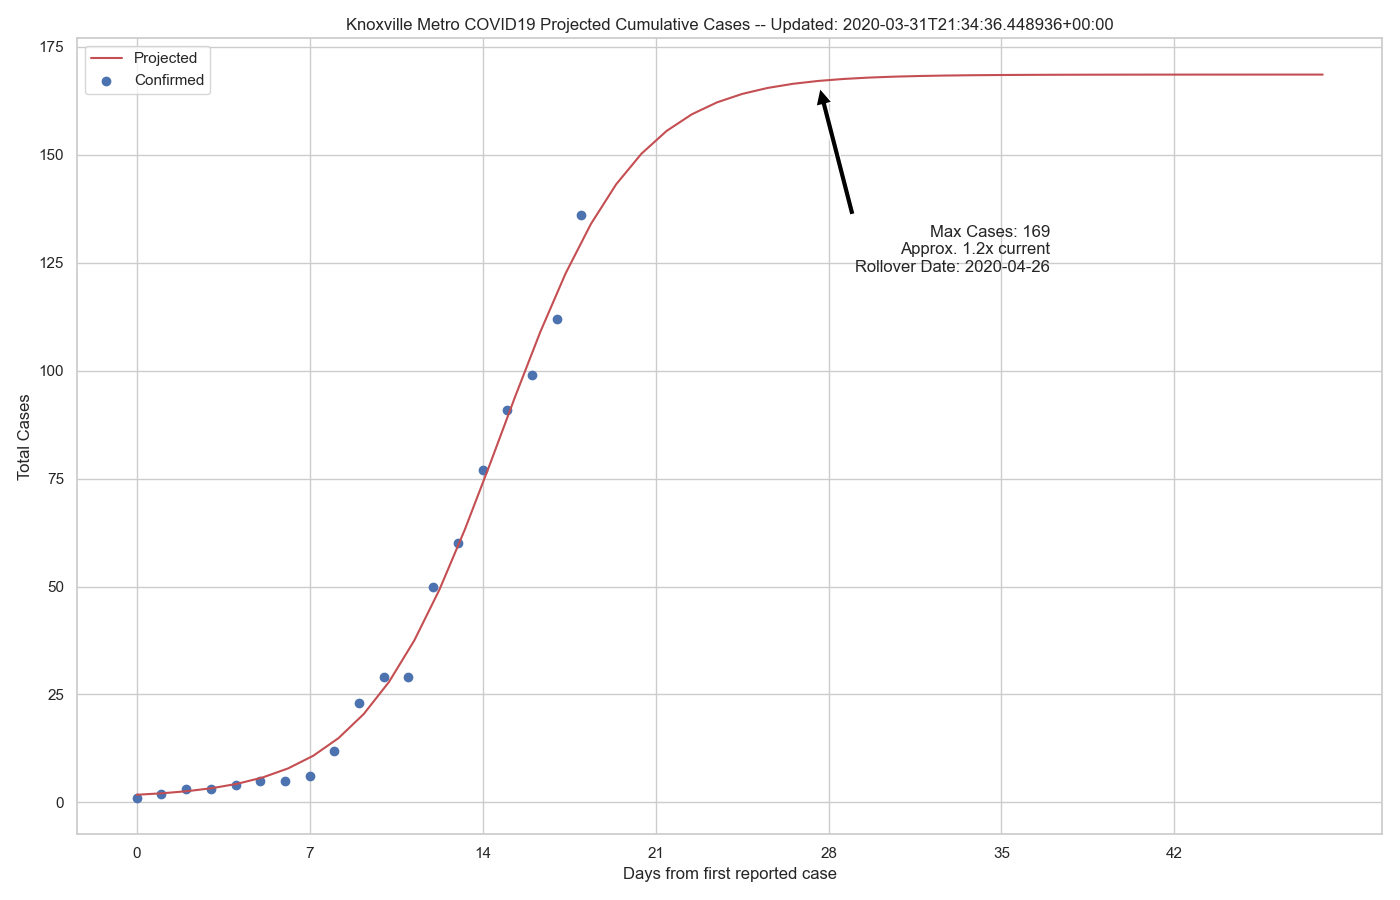 Knoxville Metro COVID19 Projected Cumulative Cases -- Updated: 2020-03-31T21:34:36.448936+00:00
Projected
Confirmed
175
150
125
100
75
50
25
0
Total Cases
Max Cases: 169
Approx. 1.2x current
Rollover Date: 2020-04-26
0 7 14 21 28 35 42
Days from first reported case